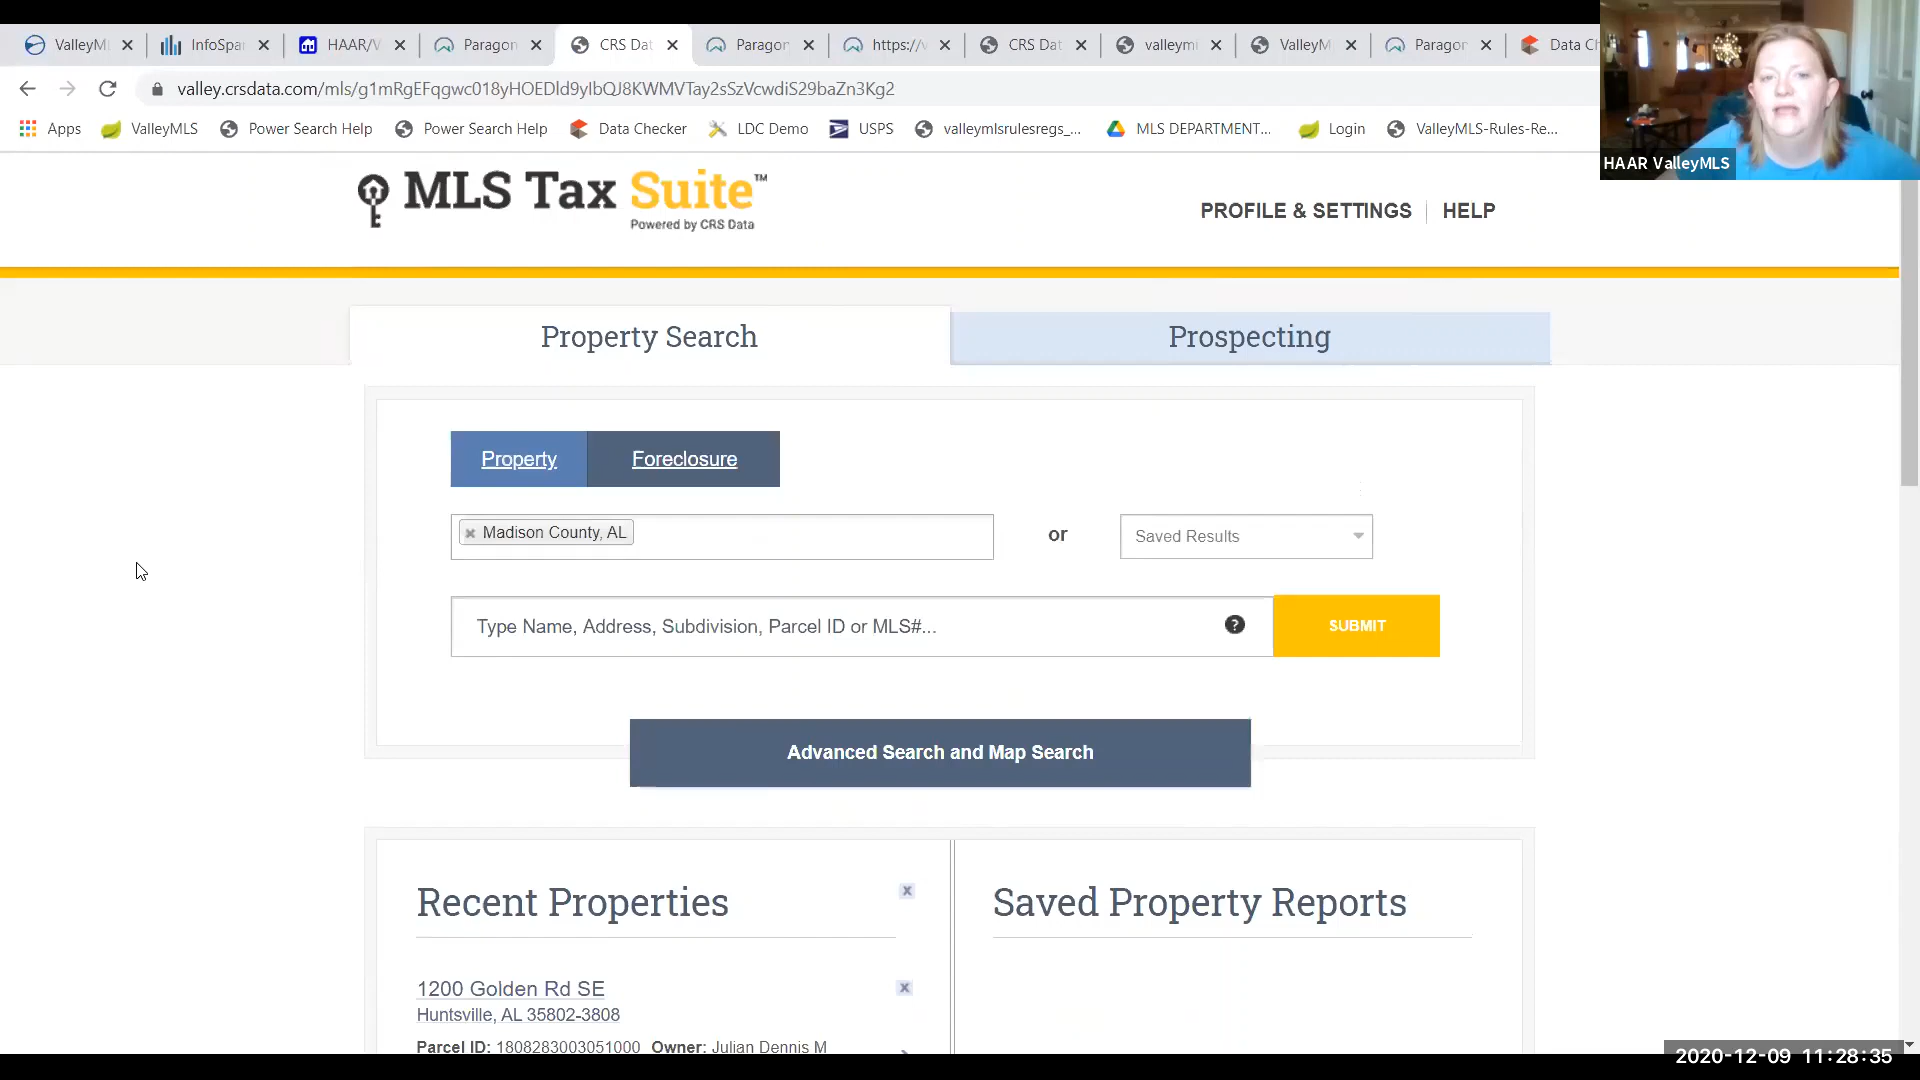 ValleyM
InfoSpar
HAAR/V
Paragon
CRS Dat
Paragon
https://v
CRS Dat
valleyml
ValleyM
Paragon
Data Ch
valley.crsdata.com/mls/
Apps
ValleyMLS
Power Search Help
Power Search Help
Data Checker
LDC Demo
USPS
valleymlsrulesregs_...
MLS DEPARTMENT...
Login
ValleyMLS-Rules-Re...
HAAR ValleyMLS
MLS Tax Suite™
Powered by CRS Data
PROFILE & SETTINGS
HELP
Property Search
Prospecting
Property
Foreclosure
Madison County, AL
or
Saved Results
Type Name, Address, Subdivision, Parcel ID or MLS#...
?
SUBMIT
Advanced Search and Map Search
Recent Properties
x
Saved Property Reports
1200 Golden Rd SE
x
Huntsville, AL 35802-3808
Parcel ID: 1808283003051000 Owner: Julian Dennis M
2020-12-09 11:28:35